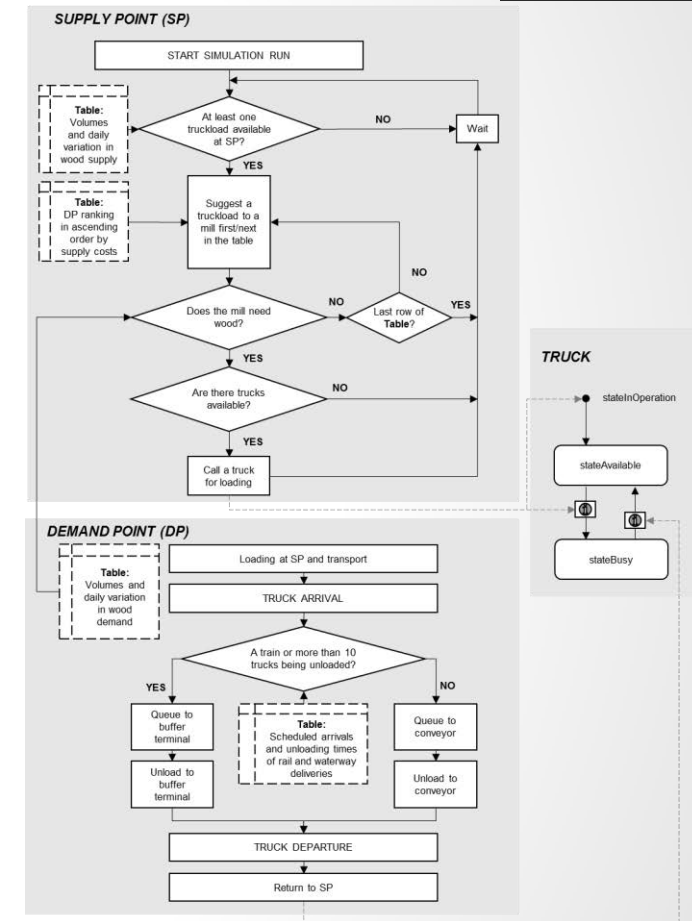 SUPPLY POINT (SP)
START SIMULATION RUN
Table:
Volumes
and daily
variation in
wood supply
At least one
truckload available
at SP?
NO
Wait
YES
Table:
DP ranking
in ascending
order by
supply costs
Suggest a
truckload to a
mill first/next
in the table
NO
Does the mill need
wood?
NO
Last row of
Table?
YES
YES
Are there trucks
available?
NO
YES
Call a truck
for loading
TRUCK
stateInOperation
stateAvailable
stateBusy
DEMAND POINT (DP)
Table:
Volumes and
daily variation
in wood
demand
Loading at SP and transport
TRUCK ARRIVAL
A train or more than 10
trucks being unloaded?
YES
NO
Queue to
buffer
terminal
Table:
Scheduled arrivals
and unloading times
of rail and waterway
deliveries
Queue to
conveyor
Unload to
buffer
terminal
Unload to
conveyor
TRUCK DEPARTURE
Return to SP